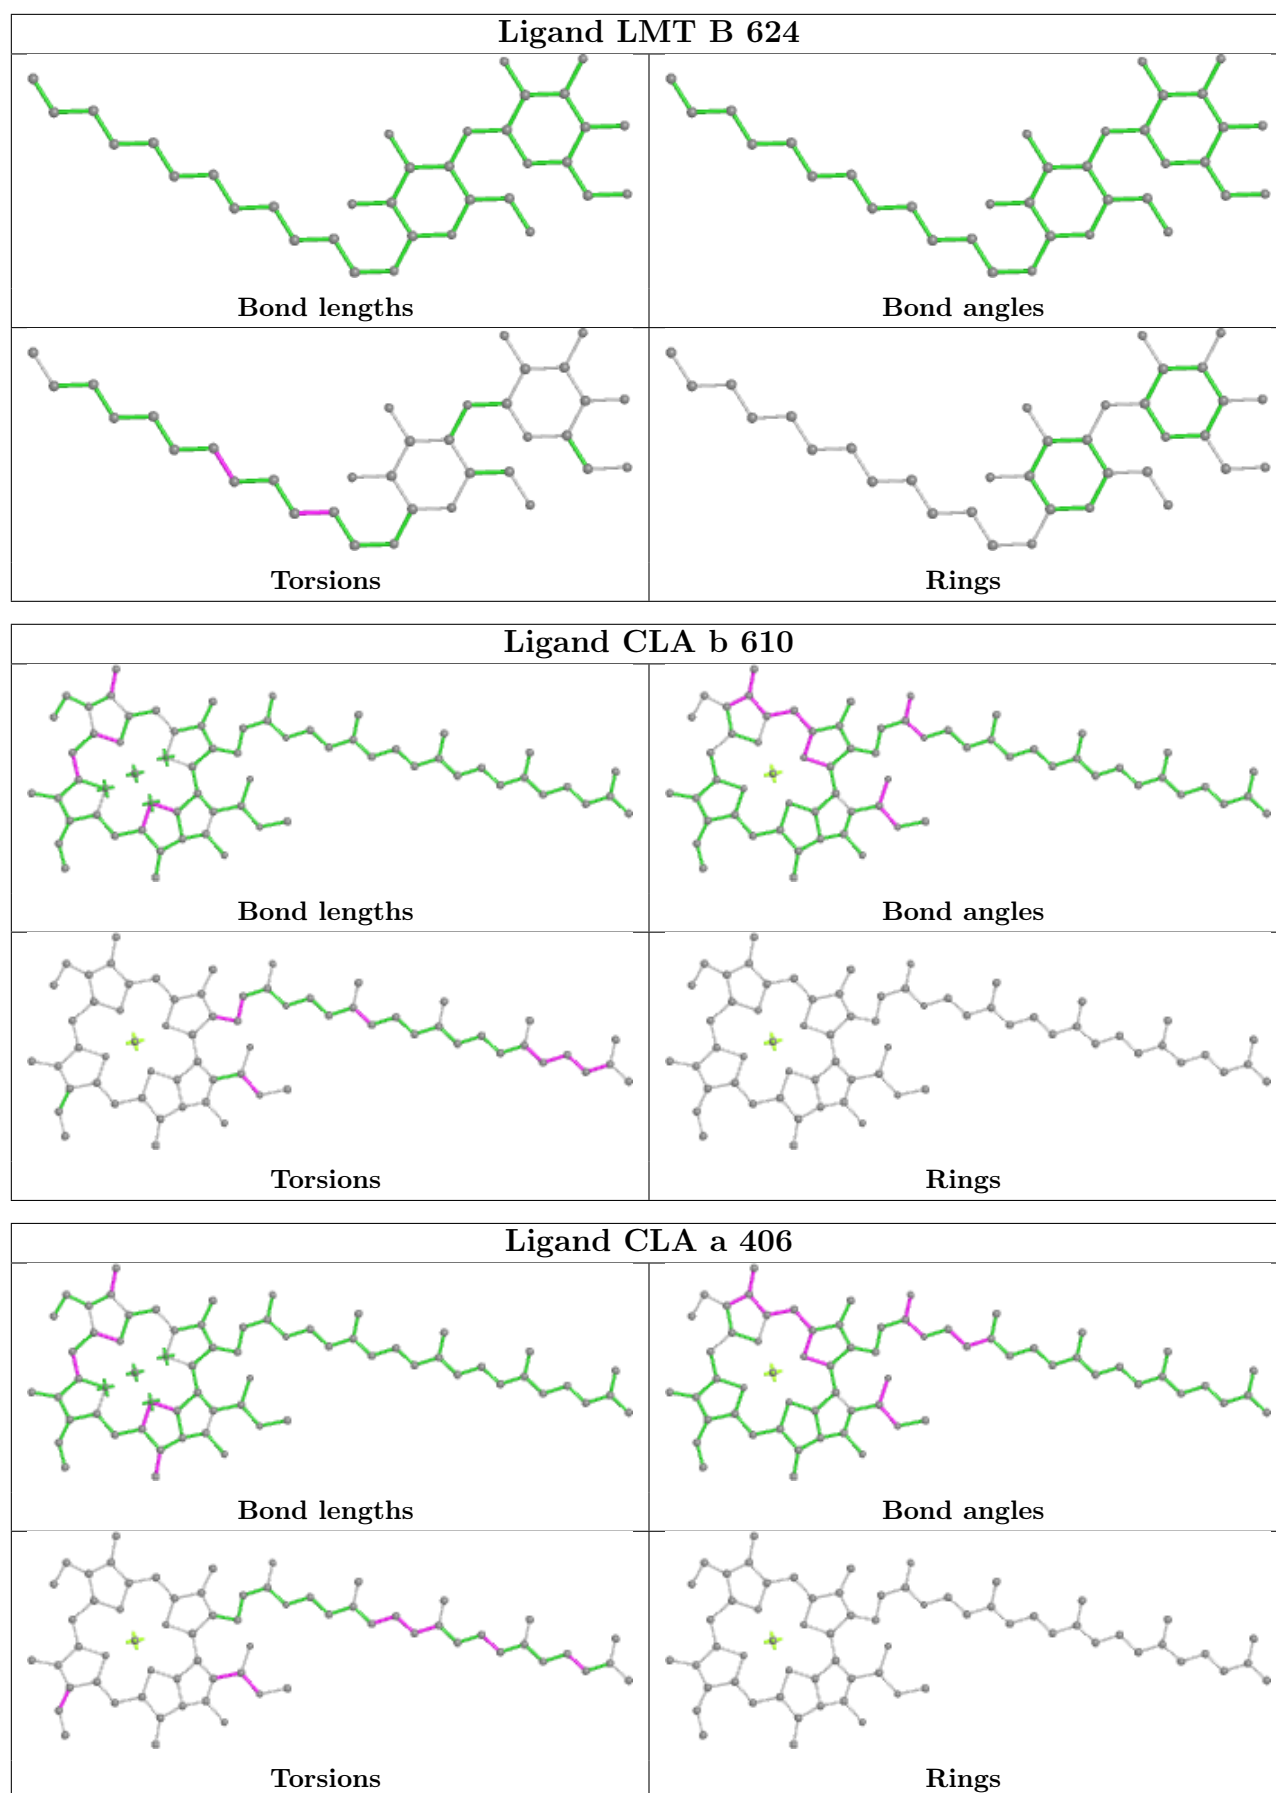 Ligand LMT B 624
Bond lengths
Bond angles
Torsions
Rings
Ligand CLA b 610
Bond lengths
Bond angles
Torsions
Rings
Ligand CLA a 406
Bond lengths
Bond angles
Torsions
Rings